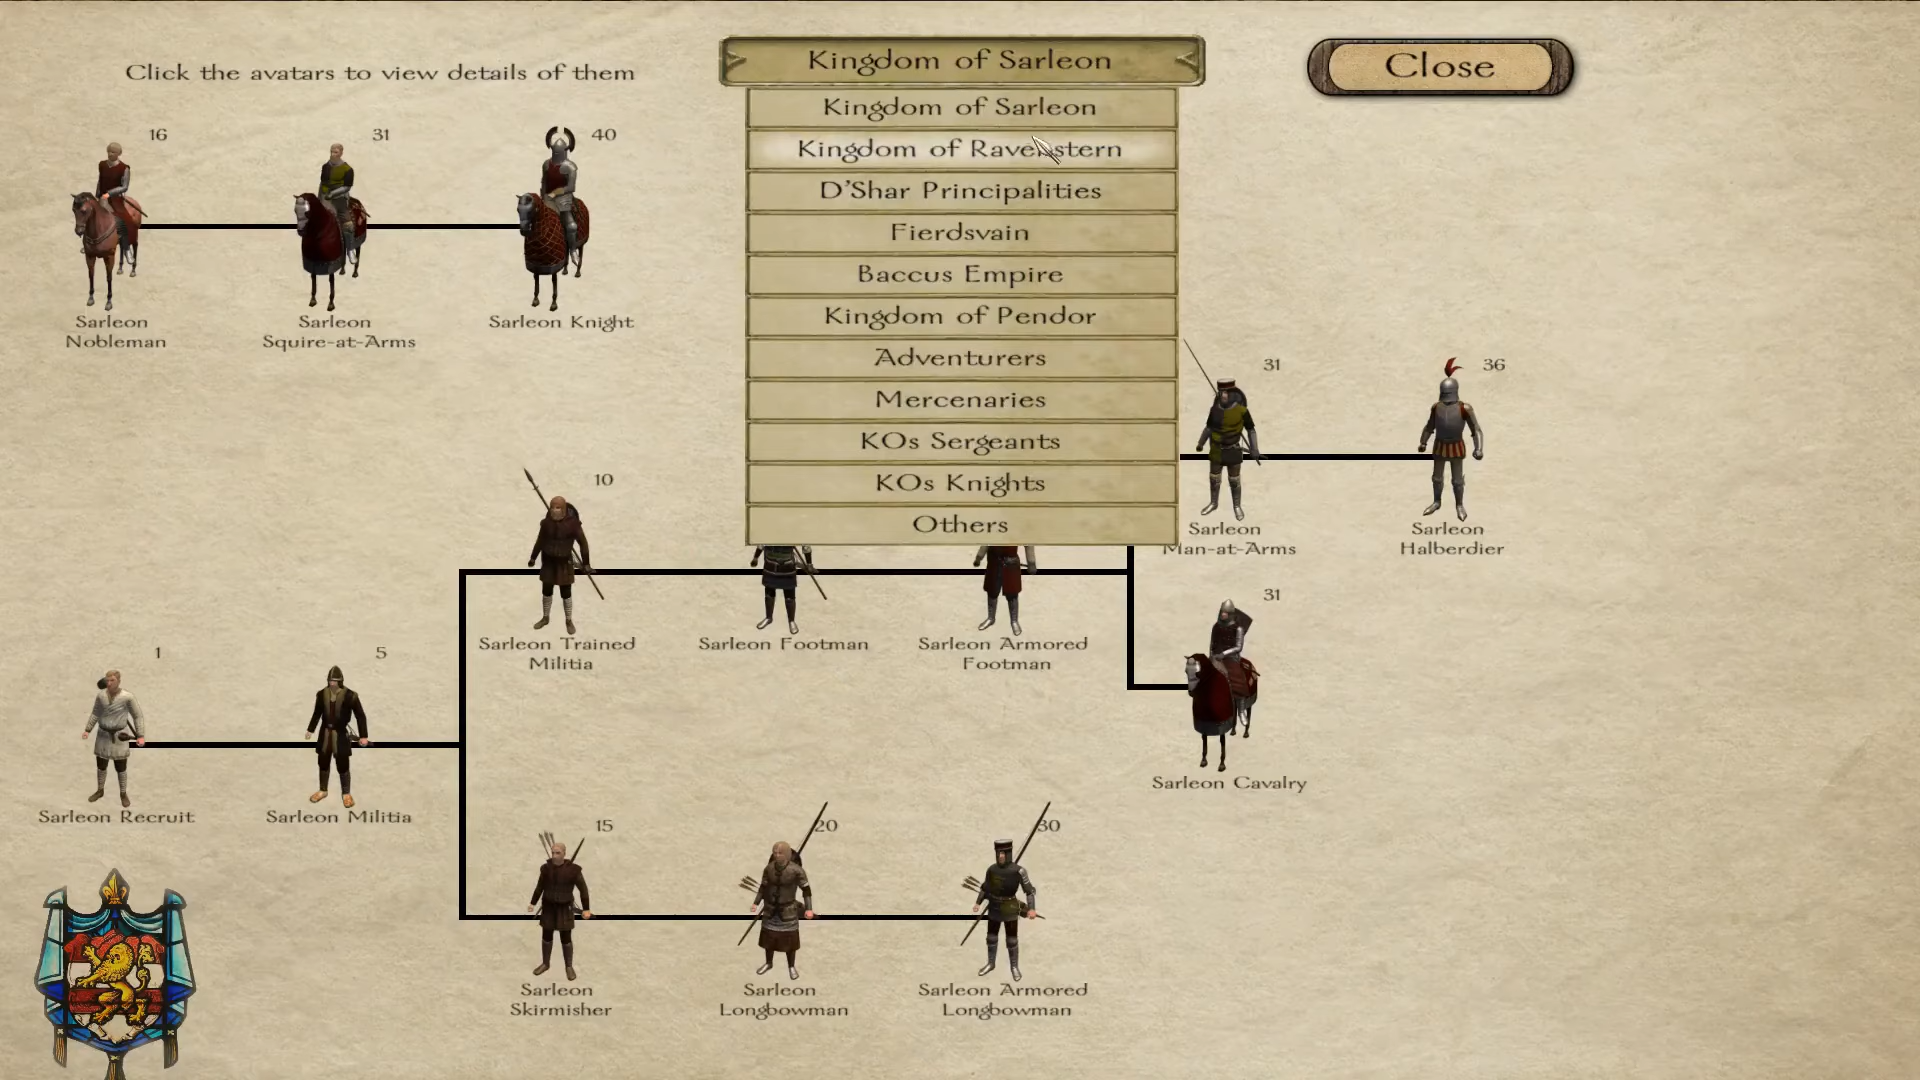 Kingdom of Sarleon
Close
Click the avatars to view details of them
Kingdom of Sarleon
Kingdom of Ravenstern
D'Shar Principalities
Fierdsvain
Baccus Empire
Kingdom of Pendor
Adventurers
Mercenaries
KOs Sergeants
KOs Knights
Others
16
31
40
Sarleon
Nobleman
Sarleon
Squire-at-Arms
Sarleon Knight
31
36
Sarleon
Man-at-Arms
Sarleon
Halberdier
10
Sarleon Trained
Militia
Sarleon Footman
Sarleon Armored
Footman
31
Sarleon Cavalry
1
5
Sarleon Recruit
Sarleon Militia
15
20
30
Sarleon
Skirmisher
Sarleon
Longbowman
Sarleon Armored
Longbowman